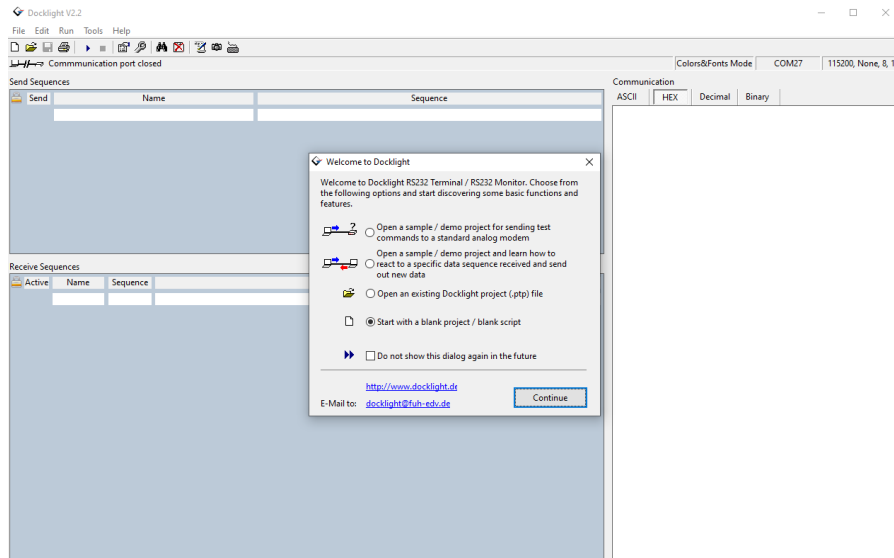 Docklight V2.2
File Edit Run Tools Help
Commmunication port closed
Colors&Fonts Mode COM27 115200, None, 8, 1
Send Sequences
Send Name Sequence
Communication
ASCII HEX Decimal Binary
Welcome to Docklight
Welcome to Docklight RS232 Terminal / RS232 Monitor. Choose from
the following options and start discovering some basic functions and
features.
Open a sample / demo project for sending test
commands to a standard analog modem
Open a sample / demo project and learn how to
react to a specific data sequence received and send
out new data
Open an existing Docklight project (.ptp) file
Start with a blank project / blank script
Do not show this dialog again in the future
http://www.docklight.de
E-Mail to: docklight@fuh-edv.de
Continue
Receive Sequences
Active Name Sequence